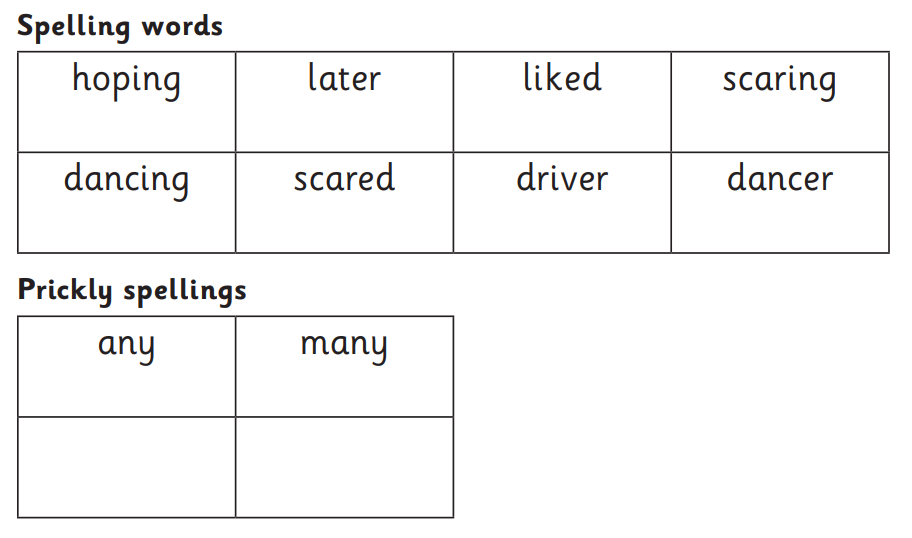 Spelling words
hoping later liked scaring
dancing scared driver dancer
Prickly spellings
any many